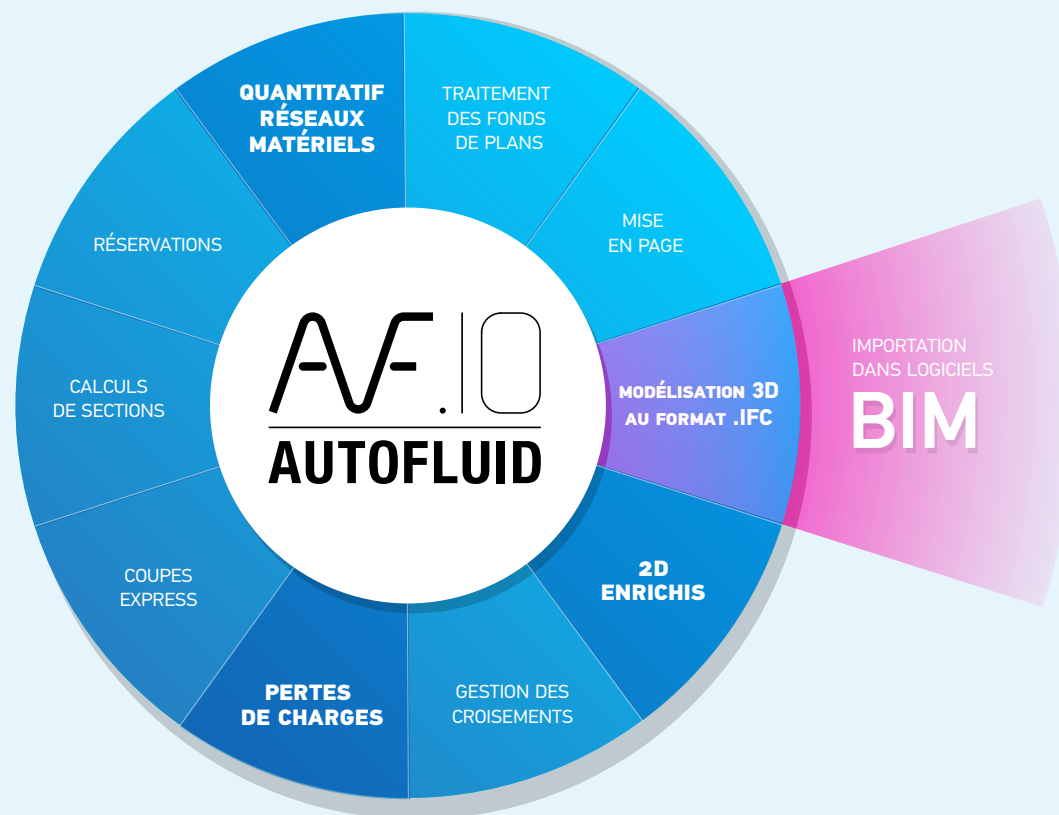 QUANTITATIF
RÉSEAUX
MATÉRIELS
TRAITEMENT
DES FONDS
DE PLANS
MISE
EN PAGE
MODÉLISATION 3D
AU FORMAT .IFC
IMPORTATION
DANS LOGICIELS
BIM
2D
ENRICHIS
GESTION DES
CROISEMENTS
PERTES
DE CHARGES
COUPES
EXPRESS
CALCULS
DE SECTIONS
RÉSERVATIONS
AF.10
AUTOFLUID